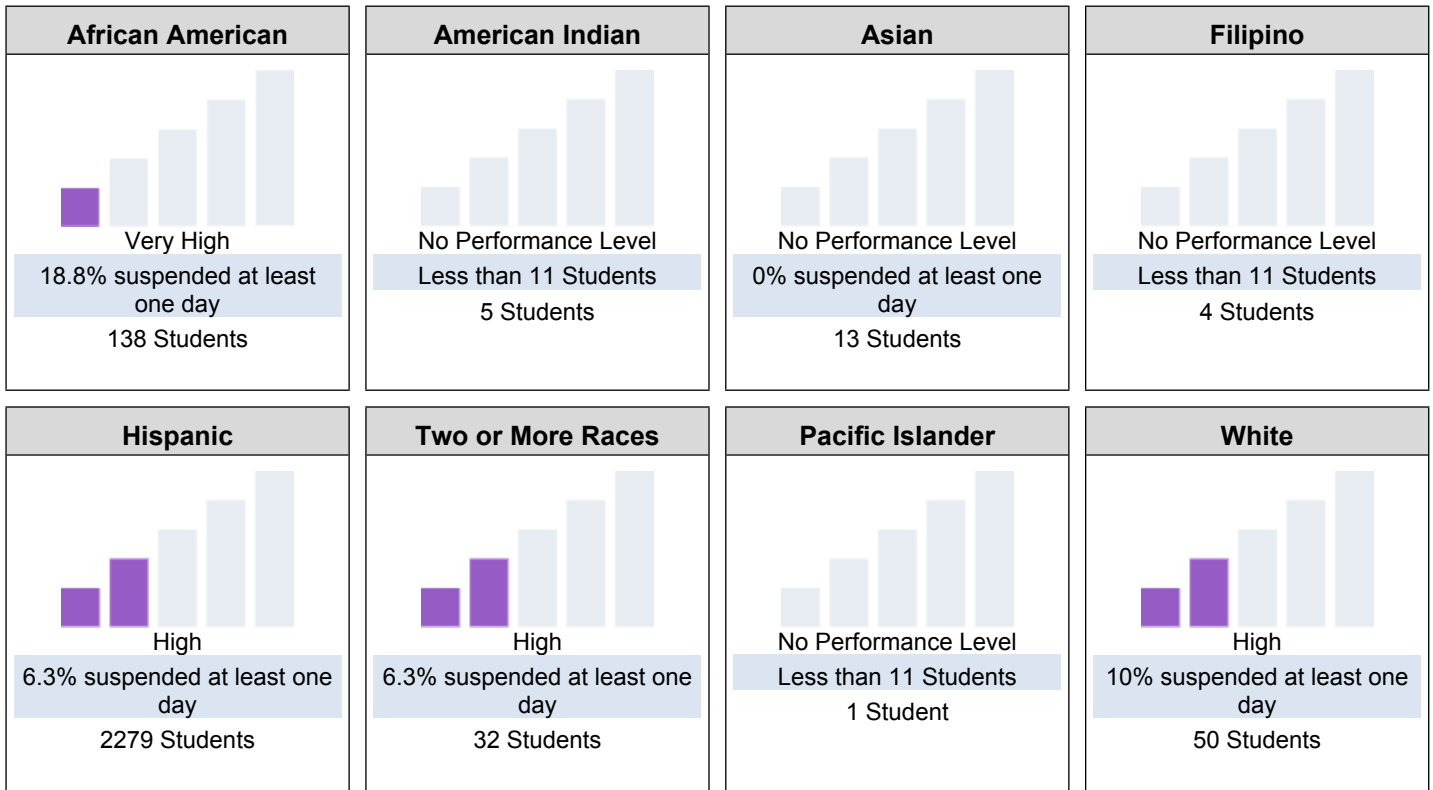 African American
Very High
18.8% suspended at least
one day
138 Students
American Indian
No Performance Level
Less than 11 Students
5 Students
Asian
No Performance Level
0% suspended at least one
day
13 Students
Filipino
No Performance Level
Less than 11 Students
4 Students
Hispanic
High
6.3% suspended at least one
day
2279 Students
Two or More Races
High
6.3% suspended at least one
day
32 Students
Pacific Islander
No Performance Level
Less than 11 Students
1 Student
White
High
10% suspended at least one
day
50 Students